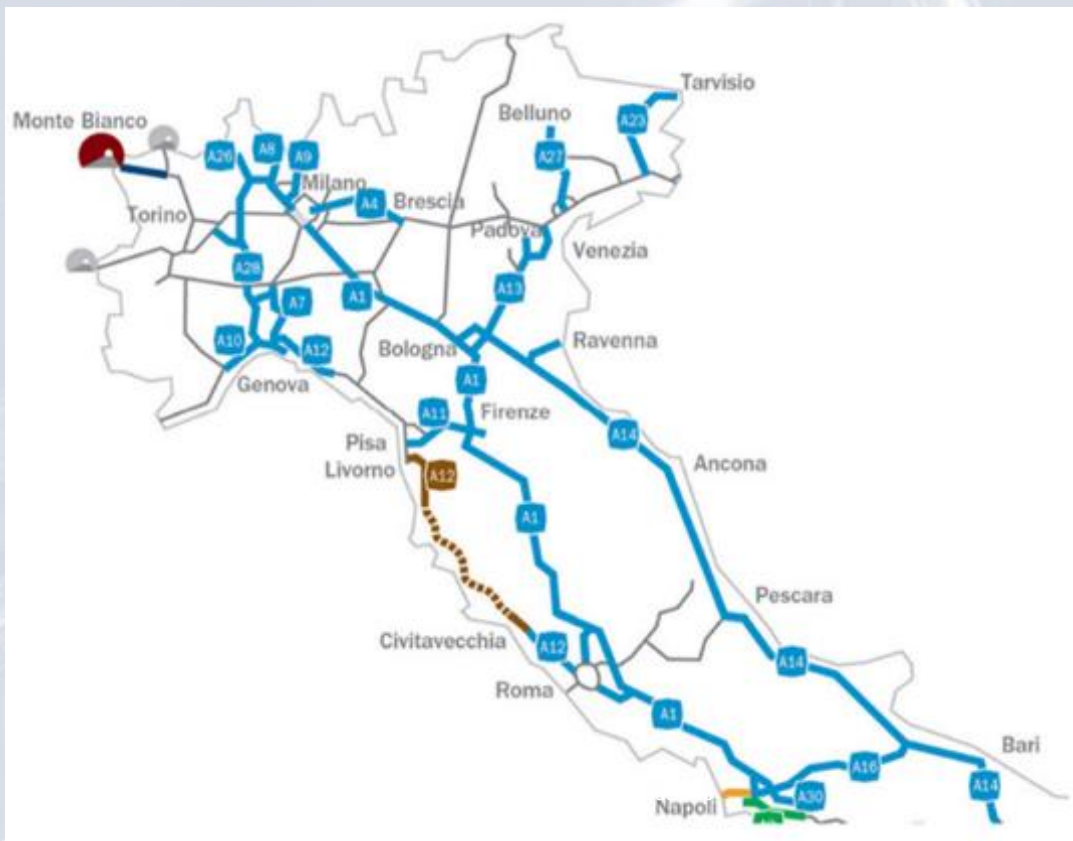 Tarvisio
Belluno
Monte Bianco
A23
A26
A8
A9
A27
Milano
A4
Brescia
Torino
Padova
Venezia
A26
A13
A1
A7
Ravenna
A10
A12
Bologna
Genova
A1
A11
Firenze
A14
Pisa
Livorno
A12
Ancona
A1
Pescara
Civitavecchia
A12
A14
Roma
A1
Bari
A16
A14
Napoli
A30